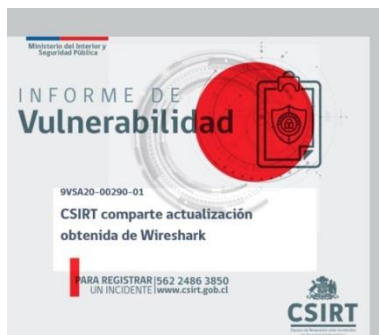 Ministerio del Interior y
Seguridad Pública
INFORME DE
Vulnerabilidad
9VSA20-00290-01
CSIRT comparte actualización
obtenida de Wireshark
PARA REGISTRAR 562 2486 3850
UN INCIDENTE www.csirt.gob.cl
CSIRT